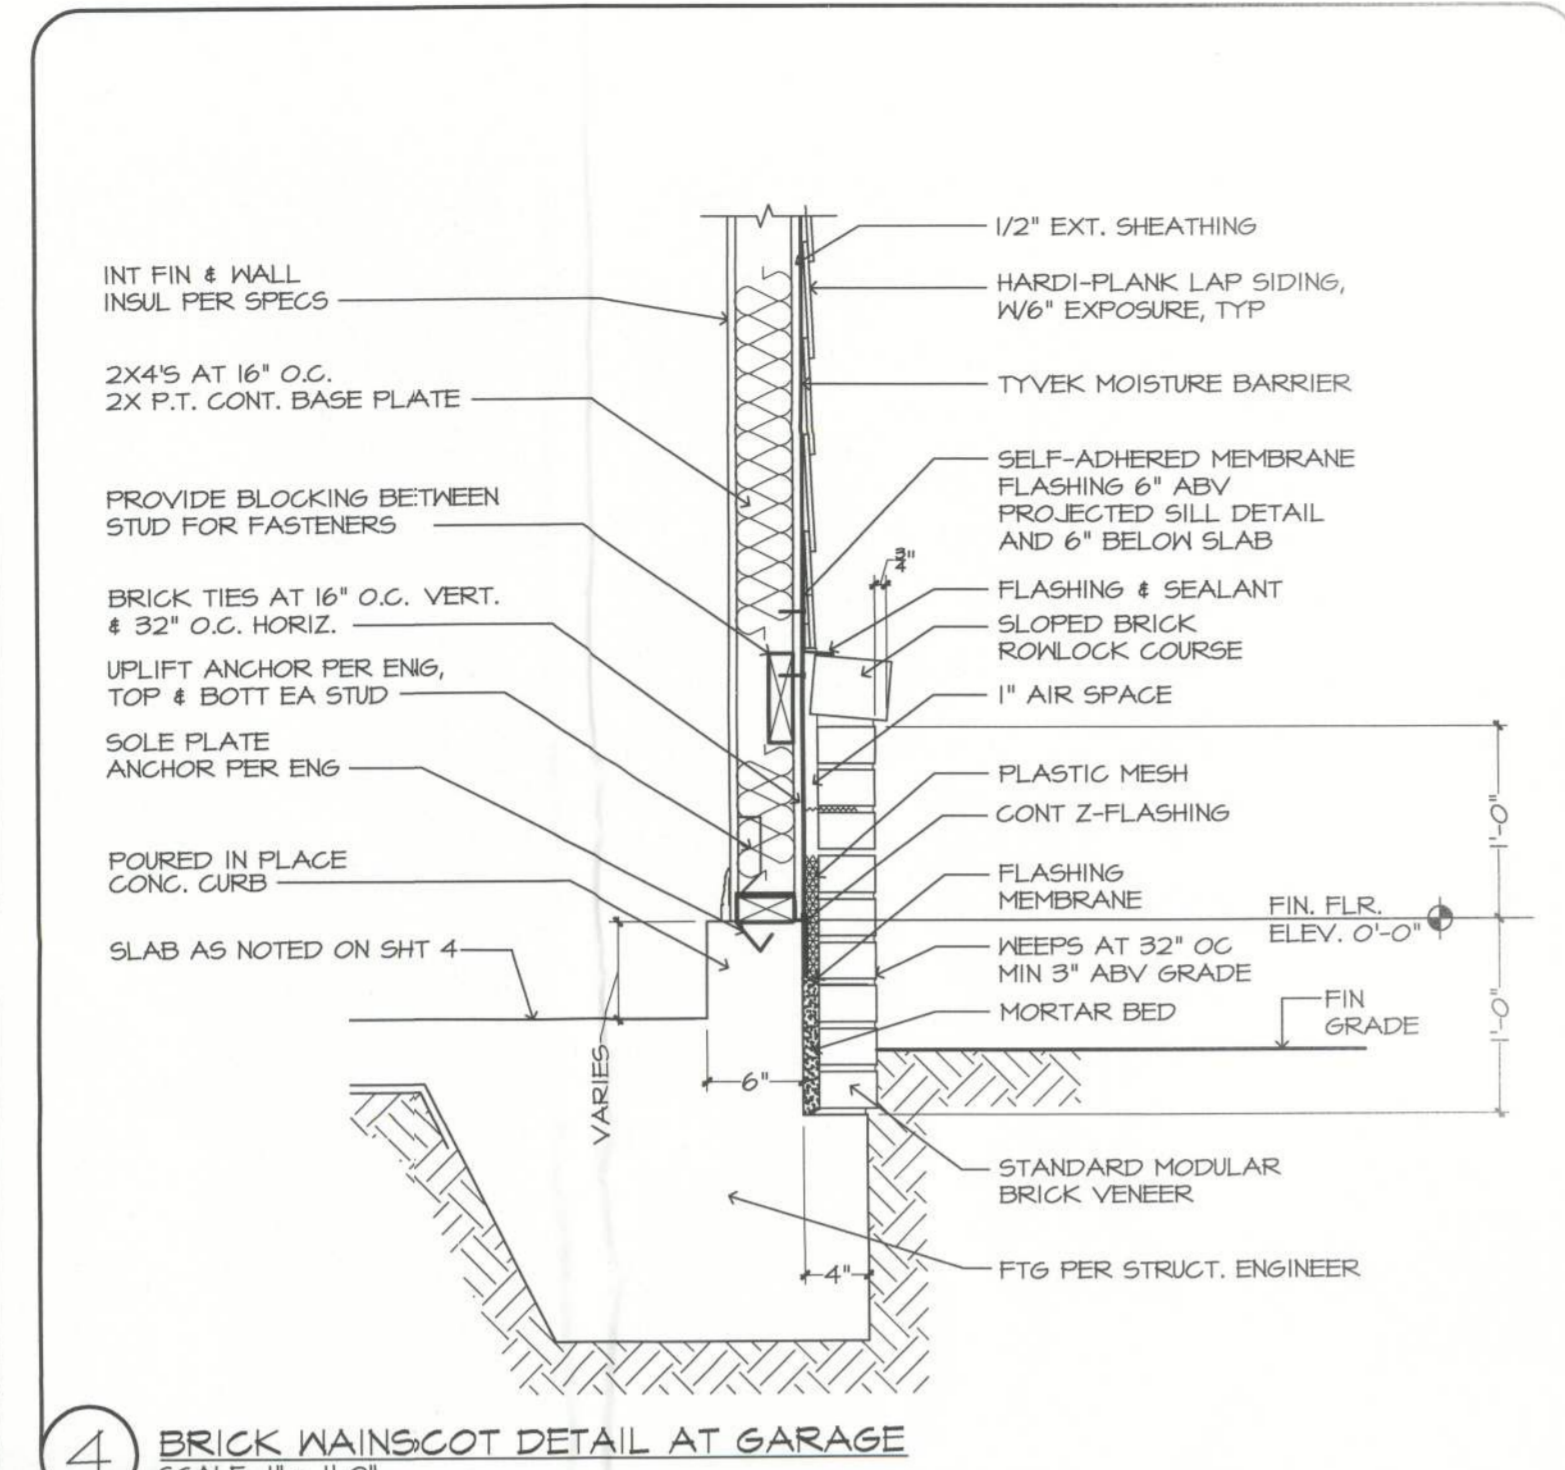 INT FIN & WALL
INSUL PER SPECS
2X4'S AT 16" O.C.
2X P.T. CONT. BASE PLATE
PROVIDE BLOCKING BETWEEN
STUD FOR FASTENERS
BRICK TIES AT 16" O.C. VERT.
& 32" O.C. HORIZ.
UPLIFT ANCHOR PER ENG,
TOP & BOTT EA STUD
SOLE PLATE
ANCHOR PER ENG
POURED IN PLACE
CONC. CURB
SLAB AS NOTED ON SHT 4
VARIES
6"
4"
3/4"
1/2" EXT. SHEATHING
HARDI-PLANK LAP SIDING,
W/6" EXPOSURE, TYP
TYVEK MOISTURE BARRIER
SELF-ADHERED MEMBRANE
FLASHING 6" ABV
PROJECTED SILL DETAIL
AND 6" BELOW SLAB
FLASHING & SEALANT
SLOPED BRICK
ROWLOCK COURSE
1" AIR SPACE
PLASTIC MESH
CONT Z-FLASHING
FLASHING
MEMBRANE
WEEPS AT 32" OC
MIN 3" ABV GRADE
MORTAR BED
FIN. FLR.
ELEV. 0'-0"
1'-0"
1'-0"
FIN
GRADE
STANDARD MODULAR
BRICK VENEER
FTG PER STRUCT. ENGINEER
4
BRICK WAINSCOT DETAIL AT GARAGE